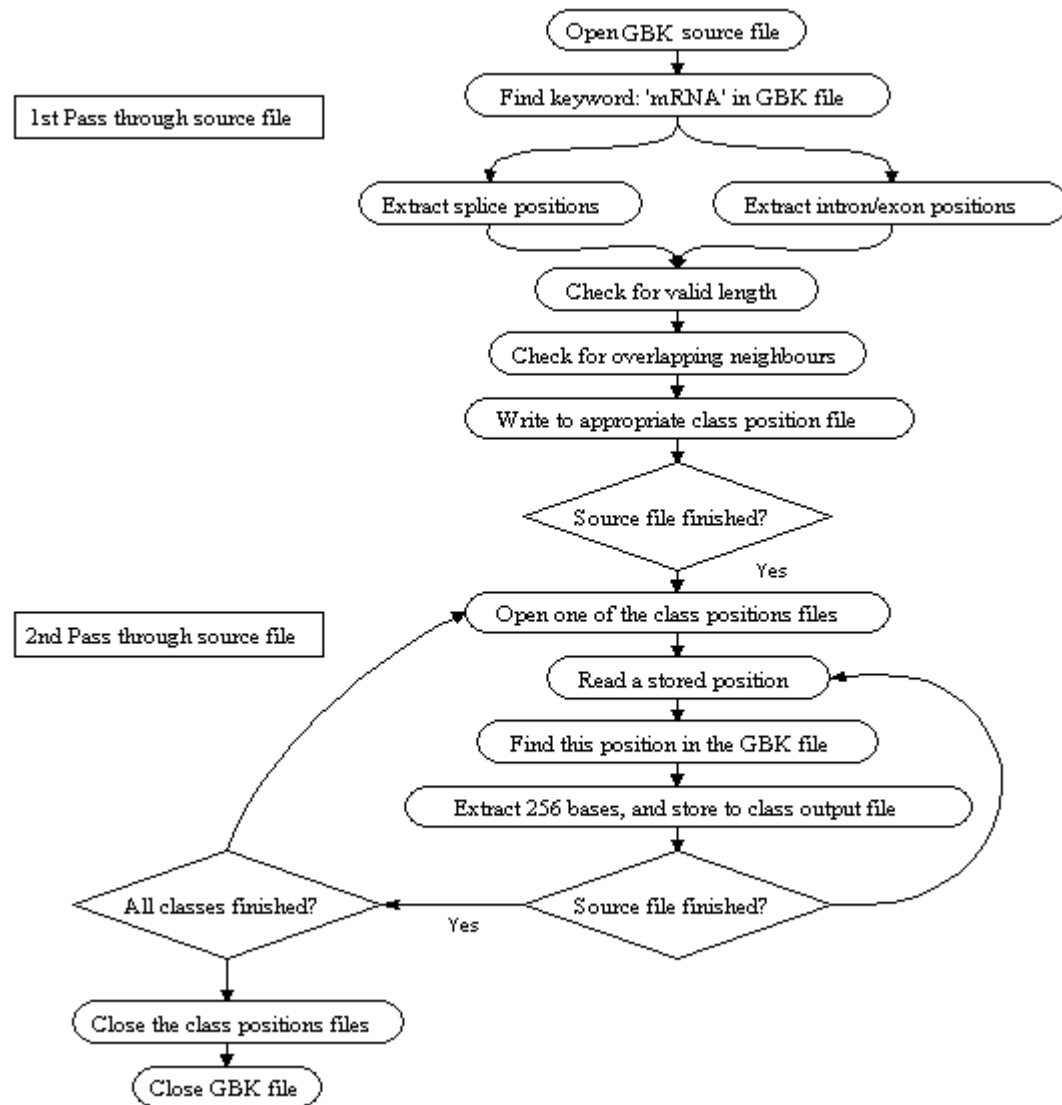 Open GBK source file
Find keyword: 'mRNA' in GBK file
1st Pass through source file
Extract splice positions
Extract intron/exon positions
Check for valid length
Check for overlapping neighbours
Write to appropriate class position file
Source file finished?
Yes
Open one of the class positions files
2nd Pass through source file
Read a stored position
Find this position in the GBK file
Extract 256 bases, and store to class output file
All classes finished?
Source file finished?
Yes
Close the class positions files
Close GBK file